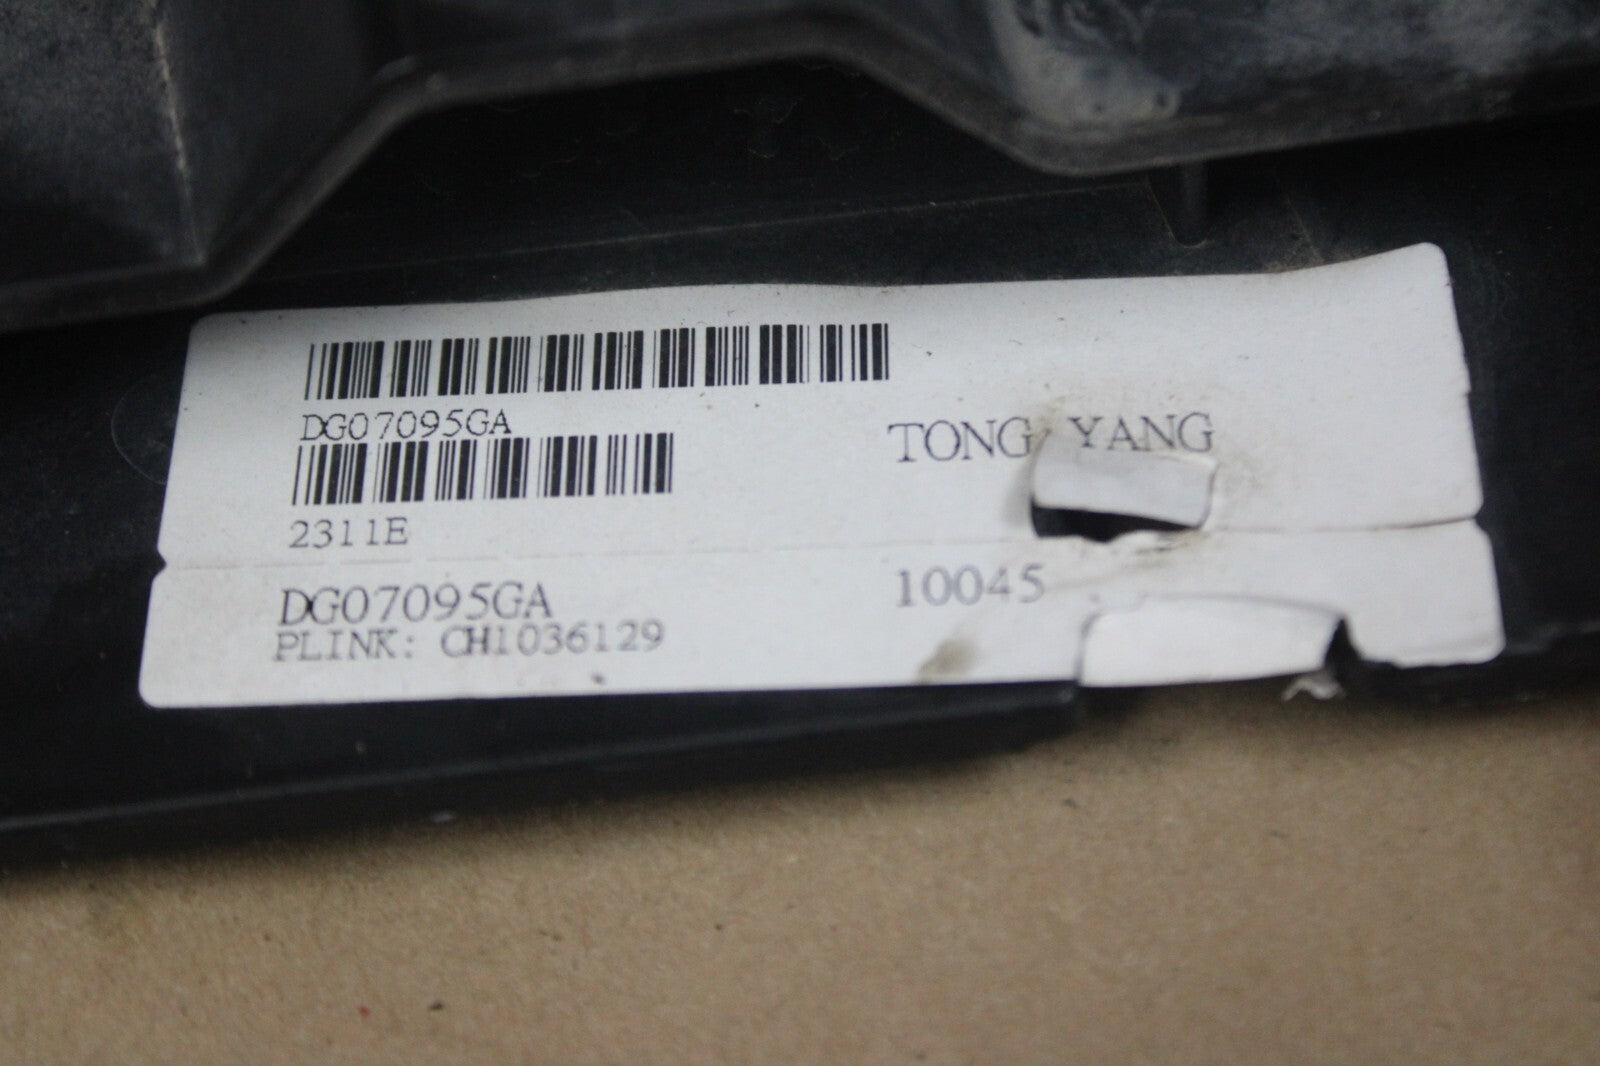 DG07095GA
TONG YANG
2311E
DG07095GA
10045
PLINK: CH1036129